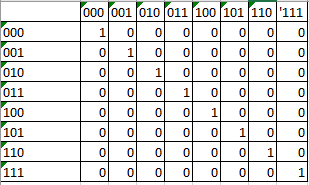 000 001 010 011 100 101 110 '111
000 1 0 0 0 0 0 0 0
001 0 1 0 0 0 0 0 0
010 0 0 1 0 0 0 0 0
011 0 0 0 1 0 0 0 0
100 0 0 0 0 1 0 0 0
101 0 0 0 0 0 1 0 0
110 0 0 0 0 0 0 1 0
111 0 0 0 0 0 0 0 1